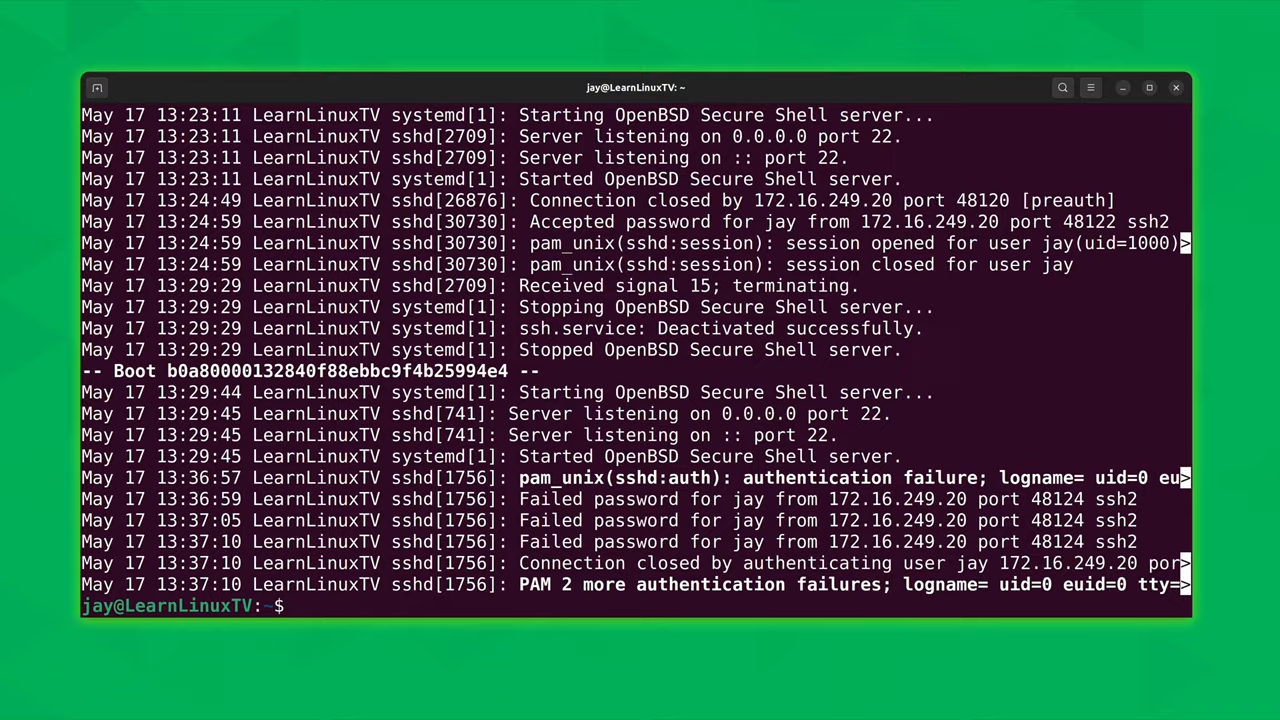 jay@LearnLinuxTV: ~
May 17 13:23:11 LearnLinuxTV systemd[1]: Starting OpenBSD Secure Shell server...
May 17 13:23:11 LearnLinuxTV sshd[2709]: Server listening on 0.0.0.0 port 22.
May 17 13:23:11 LearnLinuxTV sshd[2709]: Server listening on :: port 22.
May 17 13:23:11 LearnLinuxTV systemd[1]: Started OpenBSD Secure Shell server.
May 17 13:24:49 LearnLinuxTV sshd[26876]: Connection closed by 172.16.249.20 port 48120 [preauth]
May 17 13:24:59 LearnLinuxTV sshd[30730]: Accepted password for jay from 172.16.249.20 port 48122 ssh2
May 17 13:24:59 LearnLinuxTV sshd[30730]: pam_unix(sshd:session): session opened for user jay(uid=1000)>
May 17 13:24:59 LearnLinuxTV sshd[30730]: pam_unix(sshd:session): session closed for user jay
May 17 13:29:29 LearnLinuxTV sshd[2709]: Received signal 15; terminating.
May 17 13:29:29 LearnLinuxTV systemd[1]: Stopping OpenBSD Secure Shell server...
May 17 13:29:29 LearnLinuxTV systemd[1]: ssh.service: Deactivated successfully.
May 17 13:29:29 LearnLinuxTV systemd[1]: Stopped OpenBSD Secure Shell server.
-- Boot b0a80000132840f88ebbc9f4b25994e4 --
May 17 13:29:44 LearnLinuxTV systemd[1]: Starting OpenBSD Secure Shell server...
May 17 13:29:45 LearnLinuxTV sshd[741]: Server listening on 0.0.0.0 port 22.
May 17 13:29:45 LearnLinuxTV sshd[741]: Server listening on :: port 22.
May 17 13:29:45 LearnLinuxTV systemd[1]: Started OpenBSD Secure Shell server.
May 17 13:36:57 LearnLinuxTV sshd[1756]: pam_unix(sshd:auth): authentication failure; logname= uid=0 eu>
May 17 13:36:59 LearnLinuxTV sshd[1756]: Failed password for jay from 172.16.249.20 port 48124 ssh2
May 17 13:37:05 LearnLinuxTV sshd[1756]: Failed password for jay from 172.16.249.20 port 48124 ssh2
May 17 13:37:10 LearnLinuxTV sshd[1756]: Failed password for jay from 172.16.249.20 port 48124 ssh2
May 17 13:37:10 LearnLinuxTV sshd[1756]: Connection closed by authenticating user jay 172.16.249.20 por>
May 17 13:37:10 LearnLinuxTV sshd[1756]: PAM 2 more authentication failures; logname= uid=0 euid=0 tty=>
jay@LearnLinuxTV:~$